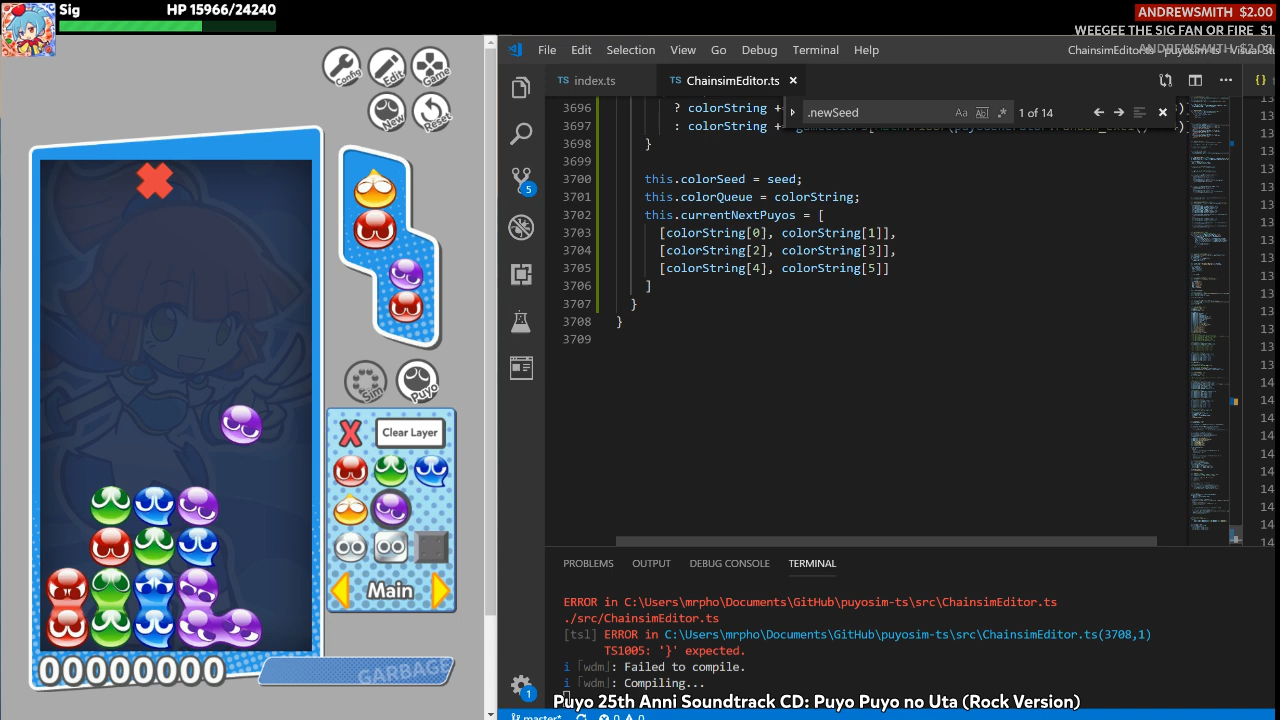 Sig
HP 15966/24240
ANDREWSMITH $2.00
WEEGEE THE SIG FAN OR FIRE $1
ANDREWSMITH $2.00
Config
Edit
Game
New
Reset
Sim
Puyo
Clear Layer
Main
00000000
GARBAGE
File Edit Selection View Go Debug Terminal Help
TS index.ts
TS ChainsimEditor.ts ×
.newSeed
Aa Abl .*
1 of 14
3696 ? colorString +
3697 : colorString +
3698 }
3699
3700 this.colorSeed = seed;
3701 this.colorQueue = colorString;
3702 this.currentNextPuyos = [
3703 [colorString[0], colorString[1]],
3704 [colorString[2], colorString[3]],
3705 [colorString[4], colorString[5]]
3706 ]
3707 }
3708 }
3709
5
1
PROBLEMS OUTPUT DEBUG CONSOLE TERMINAL
ERROR in C:\Users\mrpho\Documents\GitHub\puyosim-ts\src\ChainsimEditor.ts
./src/ChainsimEditor.ts
[tsl] ERROR in C:\Users\mrpho\Documents\GitHub\puyosim-ts\src\ChainsimEditor.ts(3708,1)
TS1005: '}' expected.
i ｢wdm｣: Failed to compile.
i ｢wdm｣: Compiling...
Puyo 25th Anni Soundtrack CD: Puyo Puyo no Uta (Rock Version)
master*